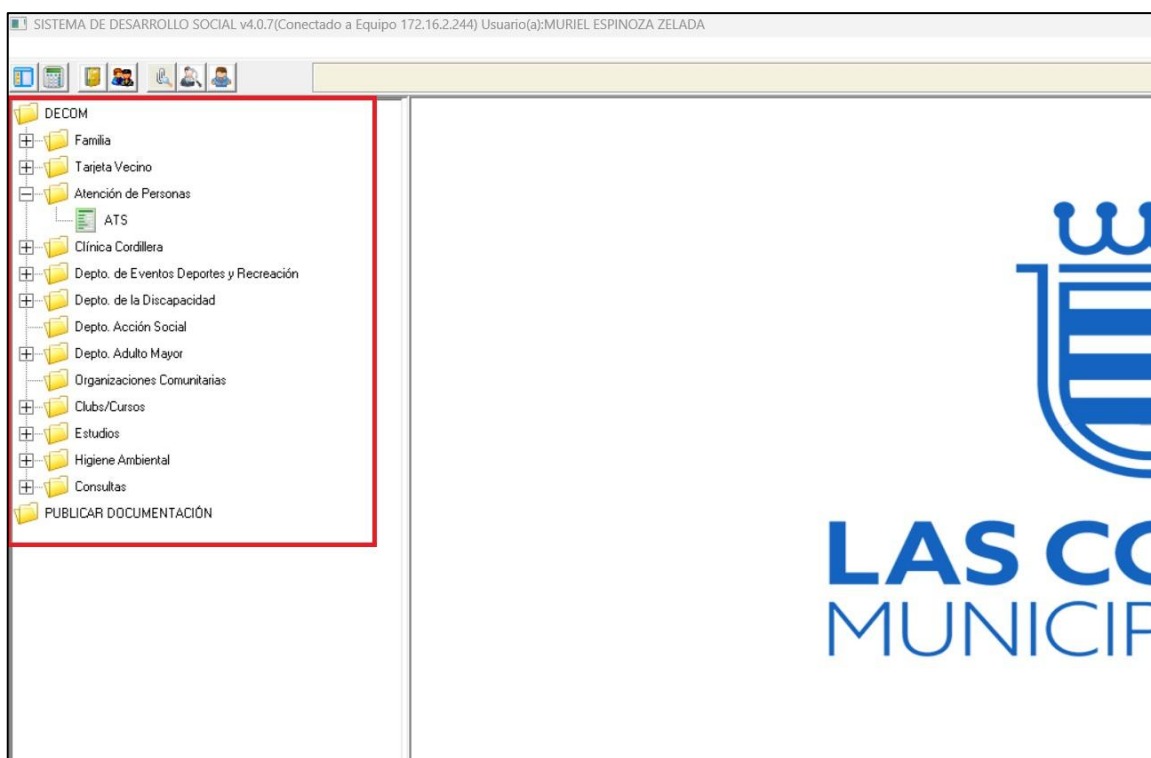 SISTEMA DE DESARROLLO SOCIAL v4.0.7(Conectado a Equipo 172.16.2.244) Usuario(a):MURIEL ESPINOZA ZELADA
DECOM
Familia
Tarjeta Vecino
Atención de Personas
ATS
Clínica Cordillera
Depto. de Eventos Deportes y Recreación
Depto. de la Discapacidad
Depto. Acción Social
Depto. Adulto Mayor
Organizaciones Comunitarias
Clubs/Cursos
Estudios
Higiene Ambiental
Consultas
PUBLICAR DOCUMENTACIÓN
LAS CO
MUNICIP